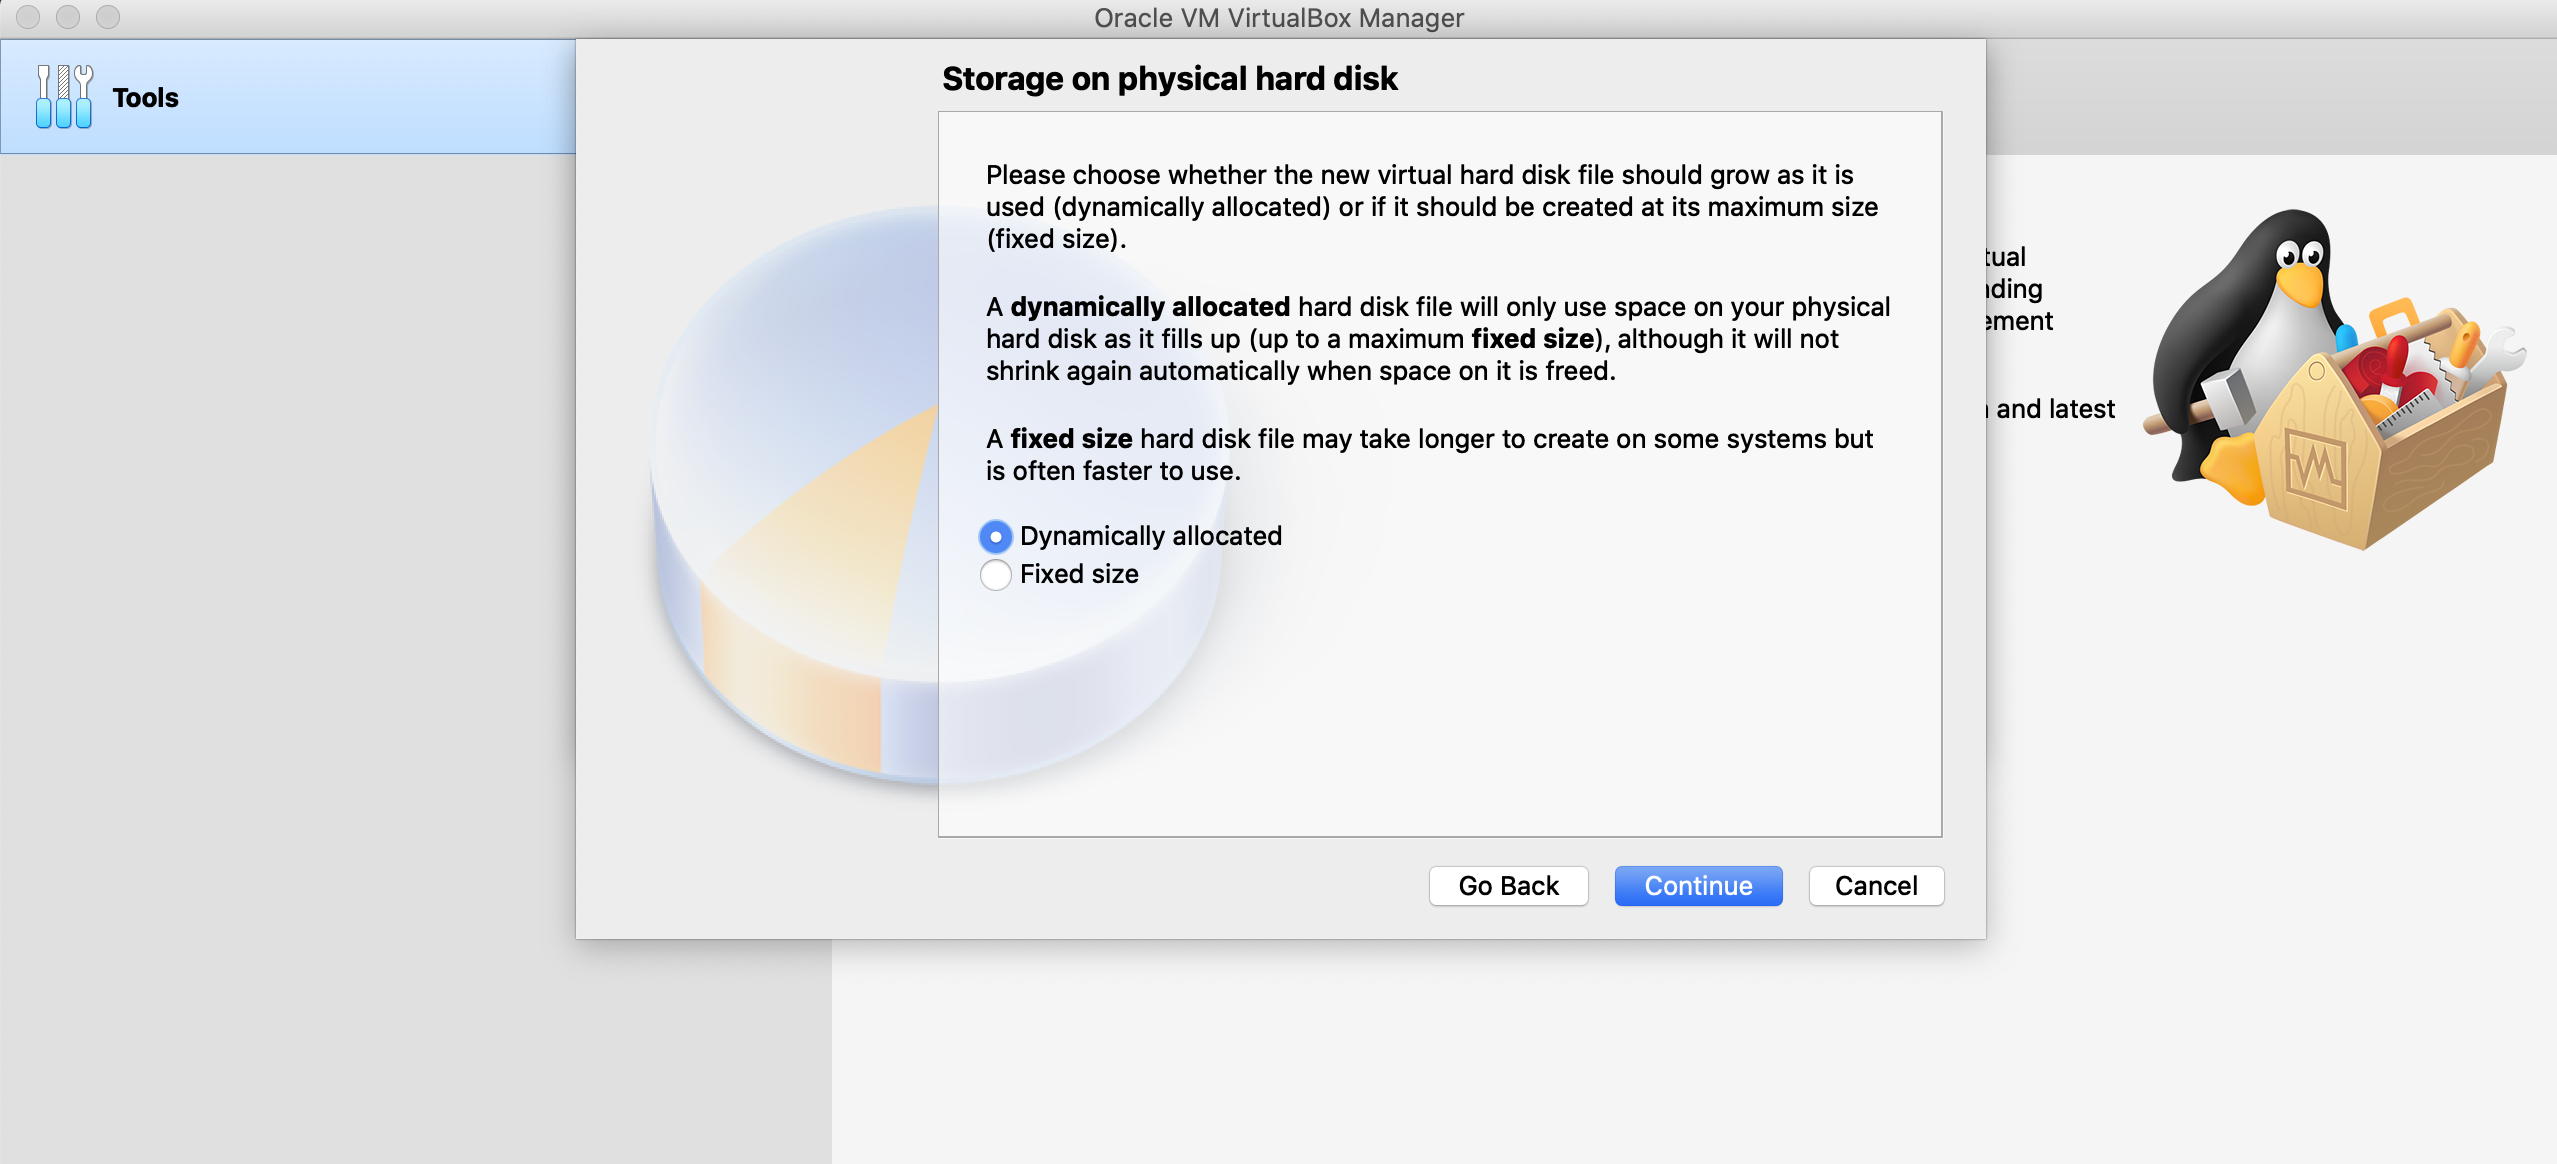 Oracle VM VirtualBox Manager
Tools
Storage on physical hard disk
Please choose whether the new virtual hard disk file should grow as it is
used (dynamically allocated) or if it should be created at its maximum size
(fixed size).
A dynamically allocated hard disk file will only use space on your physical
hard disk as it fills up (up to a maximum fixed size), although it will not
shrink again automatically when space on it is freed.
A fixed size hard disk file may take longer to create on some systems but
is often faster to use.
Dynamically allocated
Fixed size
Go Back
Continue
Cancel
and latest